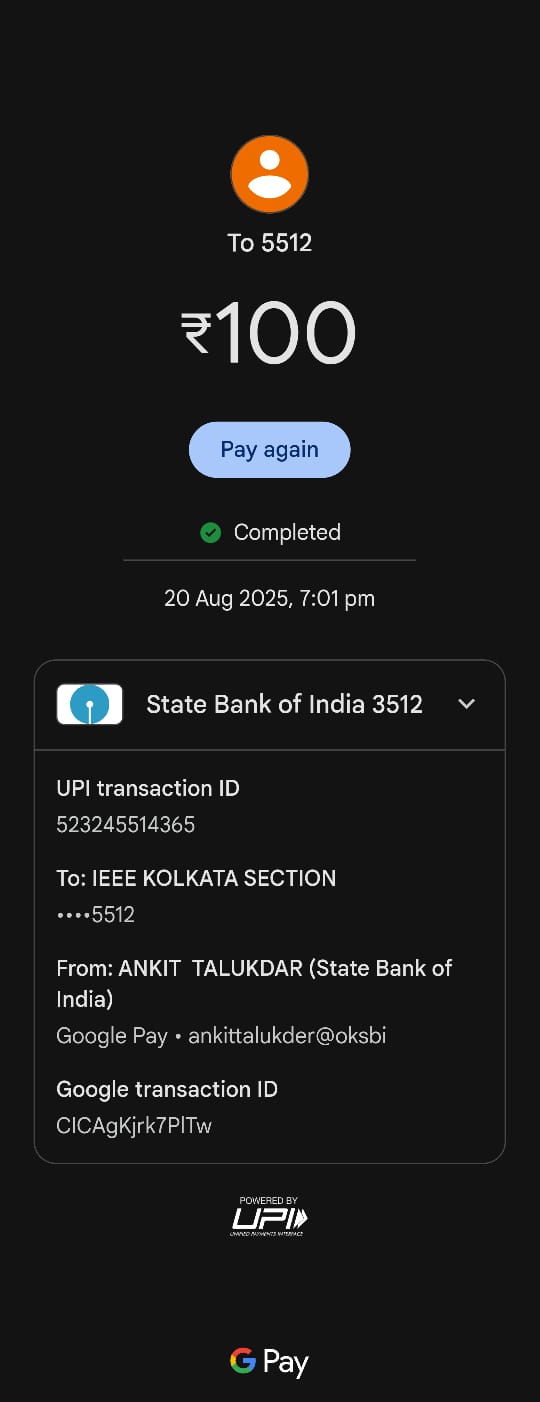 To 5512
₹100
Pay again
Completed
20 Aug 2025, 7:01 pm
State Bank of India 3512
UPI transaction ID
523245514365
To: IEEE KOLKATA SECTION
••••5512
From: ANKIT TALUKDAR (State Bank of
India)
Google Pay • ankittalukder@oksbi
Google transaction ID
CICAgKjrk7PlTw
POWERED BY
UPI
UNIFIED PAYMENTS INTERFACE
G Pay